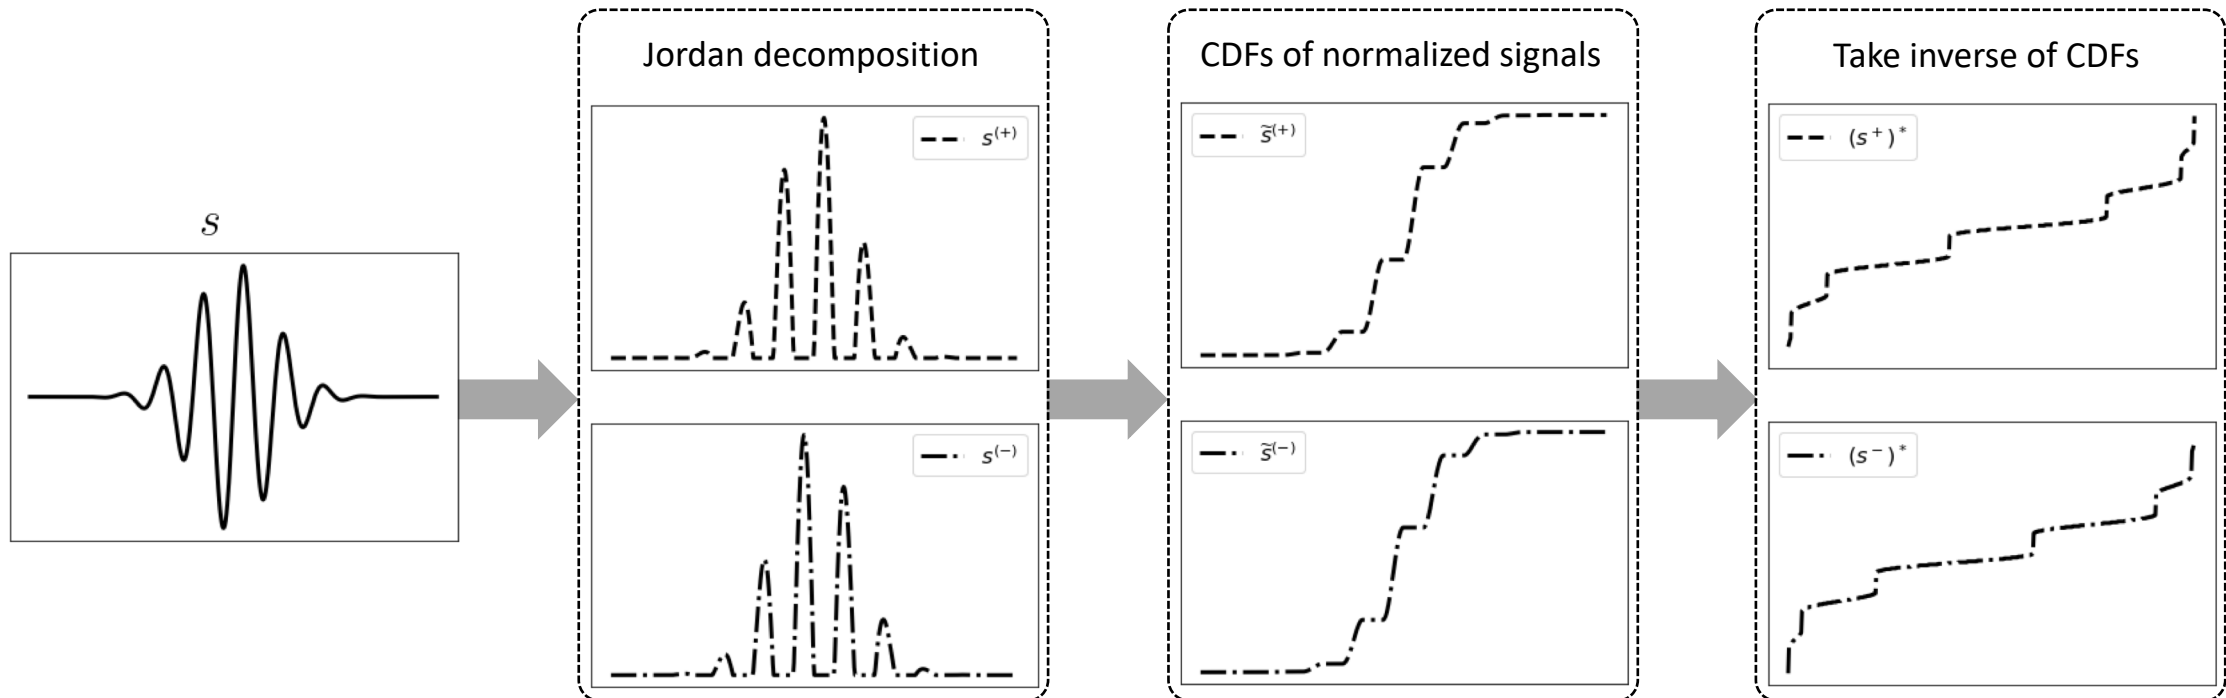 s
Jordan decomposition
s⁽⁺⁾
s⁽⁻⁾
CDFs of normalized signals
s̃⁽⁺⁾
s̃⁽⁻⁾
Take inverse of CDFs
(s⁺)*
(s⁻)*